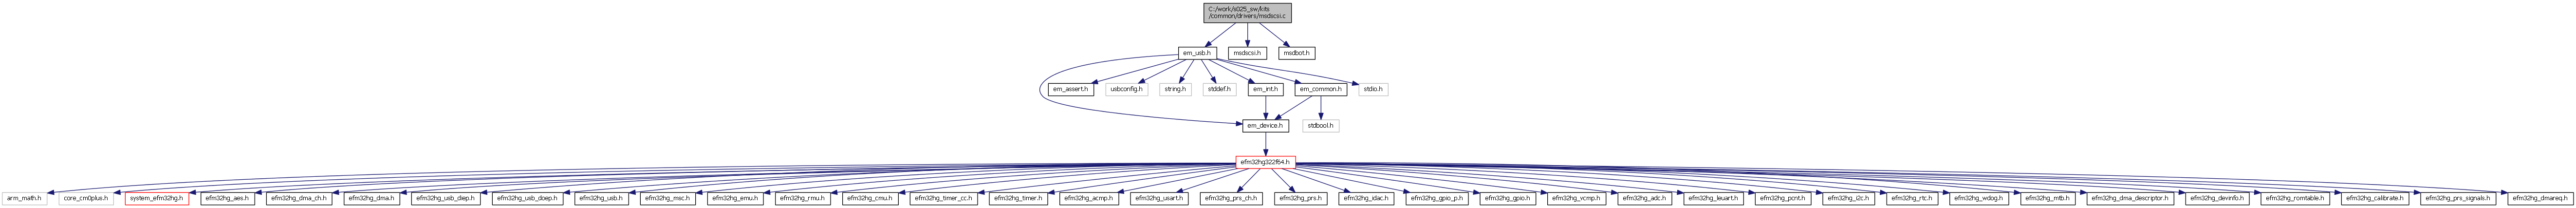 C:/work/s025_sw/kits
/common/drivers/msdscsi.c
em_usb.h
msdscsi.h
msdbot.h
em_assert.h
usbconfig.h
string.h
stddef.h
em_int.h
em_common.h
stdio.h
em_device.h
stdbool.h
efm32hg322f64.h
arm_math.h
core_cm0plus.h
system_efm32hg.h
efm32hg_aes.h
efm32hg_dma_ch.h
efm32hg_dma.h
efm32hg_usb_diep.h
efm32hg_usb_doep.h
efm32hg_usb.h
efm32hg_msc.h
efm32hg_emu.h
efm32hg_rmu.h
efm32hg_cmu.h
efm32hg_timer_cc.h
efm32hg_timer.h
efm32hg_acmp.h
efm32hg_usart.h
efm32hg_prs_ch.h
efm32hg_prs.h
efm32hg_idac.h
efm32hg_gpio_p.h
efm32hg_gpio.h
efm32hg_vcmp.h
efm32hg_adc.h
efm32hg_leuart.h
efm32hg_pcnt.h
efm32hg_i2c.h
efm32hg_rtc.h
efm32hg_wdog.h
efm32hg_mtb.h
efm32hg_dma_descriptor.h
efm32hg_devinfo.h
efm32hg_romtable.h
efm32hg_calibrate.h
efm32hg_prs_signals.h
efm32hg_dmareq.h